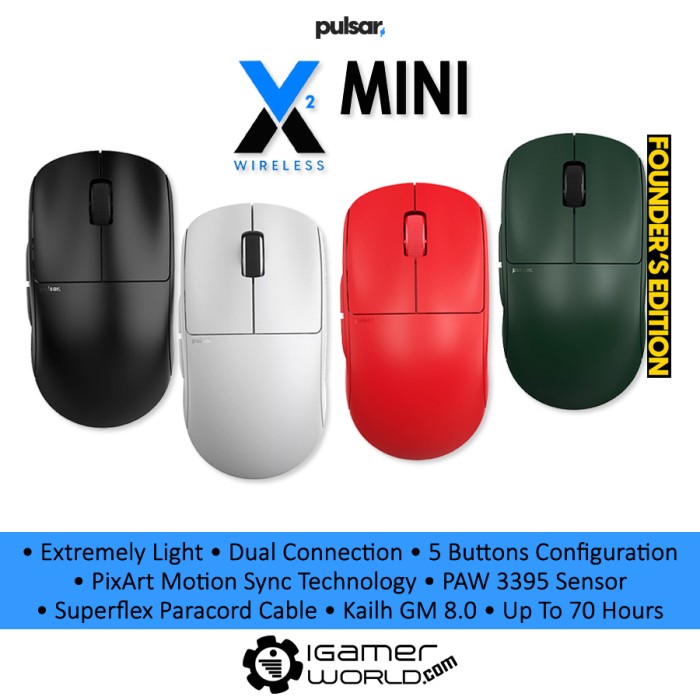 pulsar
X2
MINI
WIRELESS
FOUNDER'S EDITION
• Extremely Light • Dual Connection • 5 Buttons Configuration
• PixArt Motion Sync Technology • PAW 3395 Sensor
• Superflex Paracord Cable • Kailh GM 8.0 • Up To 70 Hours
iGAMER
WORLD.com